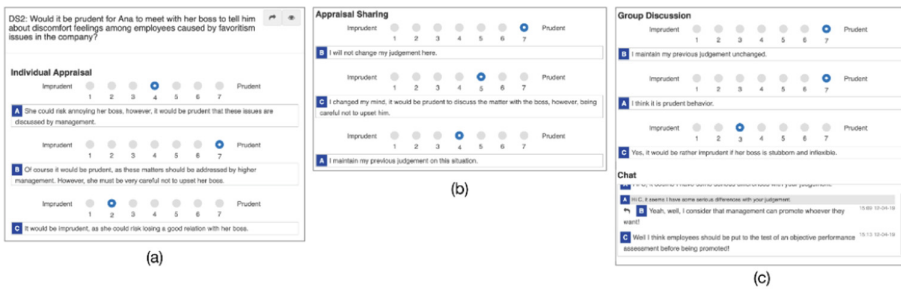 DS2: Would it be prudent for Ana to meet with her boss to tell him
about discomfort feelings among employees caused by favoritism
issues in the company?
Individual Appraisal
Imprudent Prudent
1 2 3 4 5 6 7
A She could risk annoying her boss, however, it would be prudent that these issues are
discussed by management.
Imprudent Prudent
1 2 3 4 5 6 7
B Of course it would be prudent, as these matters should be addressed by higher
management. However, she must be very careful not to upset her boss.
Imprudent Prudent
1 2 3 4 5 6 7
C It would be imprudent, as she could risk losing a good relation with her boss.
(a)
Appraisal Sharing
Imprudent Prudent
1 2 3 4 5 6 7
B I will not change my judgement here.
Imprudent Prudent
1 2 3 4 5 6 7
C I changed my mind, it would be prudent to discuss the matter with the boss, however, being
careful not to upset him.
Imprudent Prudent
1 2 3 4 5 6 7
A I maintain my previous judgement on this situation.
(b)
Group Discussion
Imprudent Prudent
1 2 3 4 5 6 7
B I maintain my previous judgement unchanged.
Imprudent Prudent
1 2 3 4 5 6 7
A I think it is prudent behavior.
Imprudent Prudent
1 2 3 4 5 6 7
C Yes, it would be rather imprudent if her boss is stubborn and inflexible.
Chat
A Hi C, it seems I have some serious differences with your judgement.
B Yeah, well, I consider that management can promote whoever they
want!
C Well I think employees should be put to the test of an objective performance
assessment before being promoted!
(c)